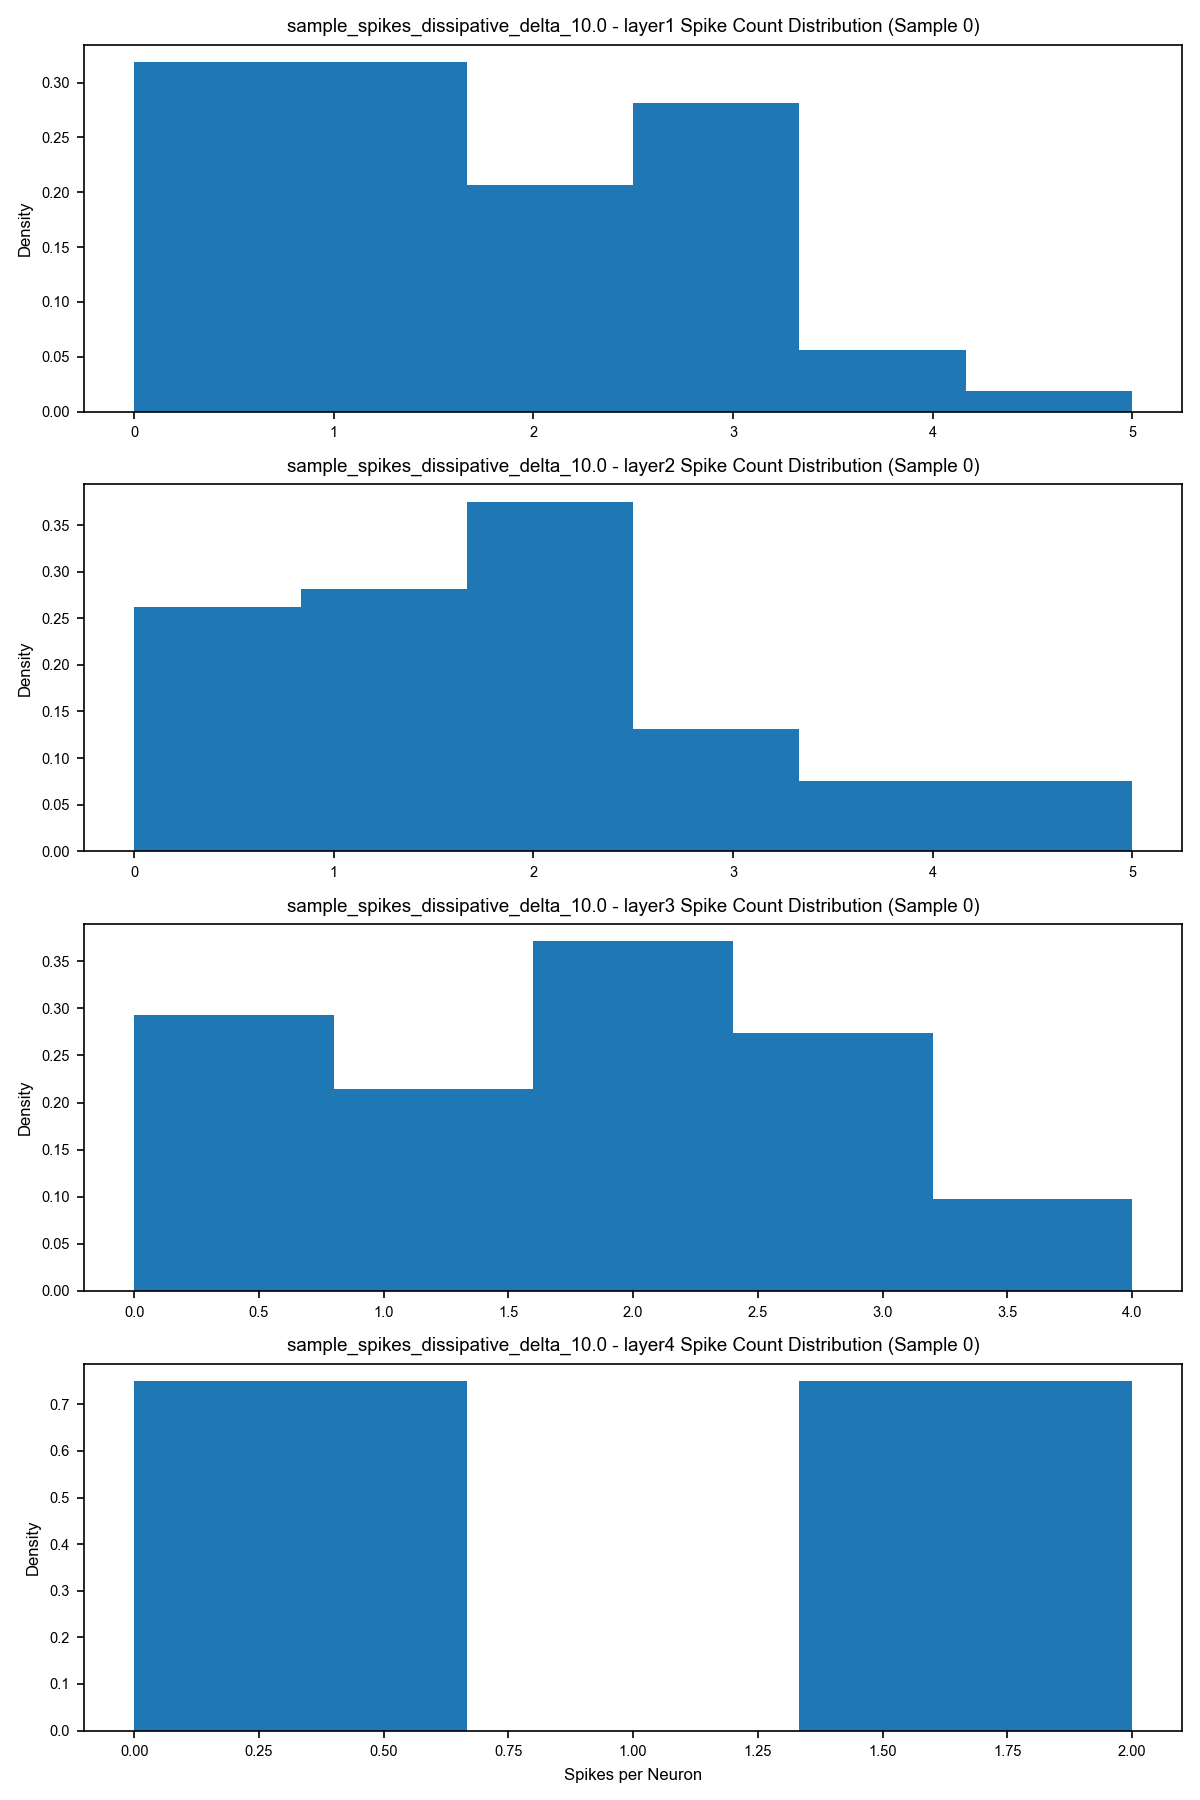 sample_spikes_dissipative_delta_10.0 - layer1 Spike Count Distribution (Sample 0)
0.30
0.25
0.20
0.15
0.10
0.05
0.00
Density
0 1 2 3 4 5
sample_spikes_dissipative_delta_10.0 - layer2 Spike Count Distribution (Sample 0)
0.35
0.30
0.25
0.20
0.15
0.10
0.05
0.00
Density
0 1 2 3 4 5
sample_spikes_dissipative_delta_10.0 - layer3 Spike Count Distribution (Sample 0)
0.35
0.30
0.25
0.20
0.15
0.10
0.05
0.00
Density
0.0 0.5 1.0 1.5 2.0 2.5 3.0 3.5 4.0
sample_spikes_dissipative_delta_10.0 - layer4 Spike Count Distribution (Sample 0)
0.7
0.6
0.5
0.4
0.3
0.2
0.1
0.0
Density
0.00 0.25 0.50 0.75 1.00 1.25 1.50 1.75 2.00
Spikes per Neuron